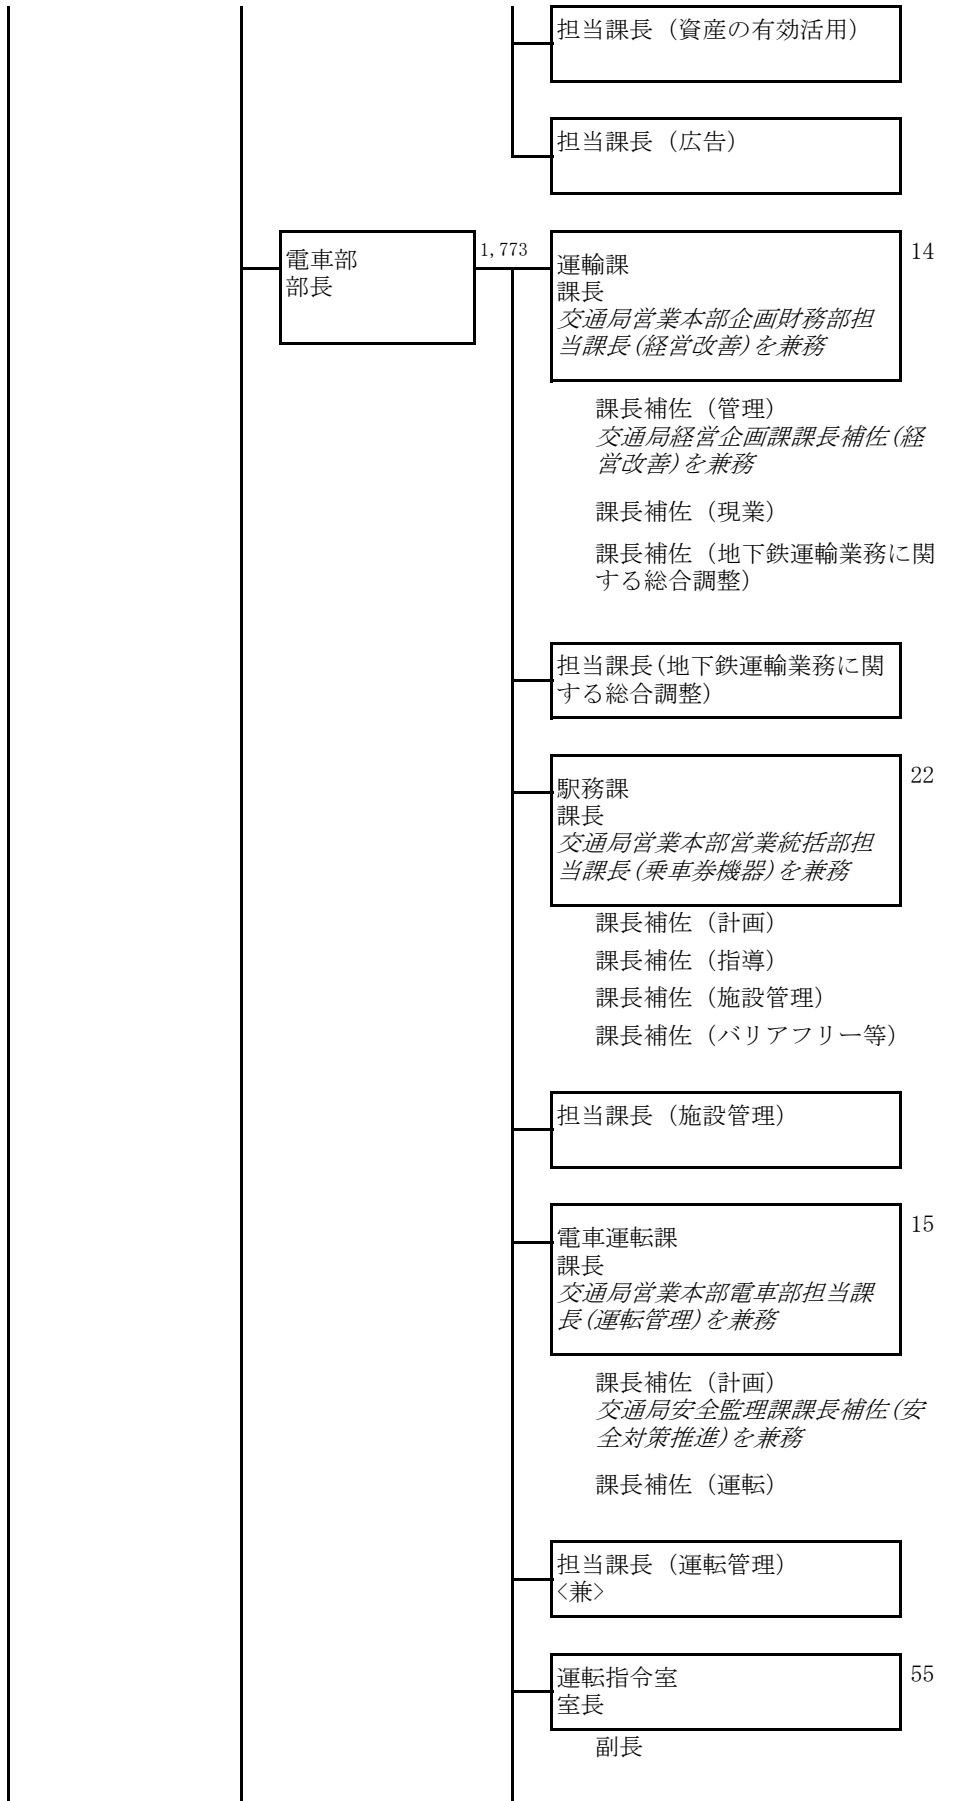 担当課長（資産の有効活用）
担当課長（広告）
電車部
部長
1,773
運輸課
課長
交通局営業本部企画財務部担
当課長(経営改善)を兼務
14
課長補佐（管理）
交通局経営企画課課長補佐(経
営改善)を兼務
課長補佐（現業）
課長補佐（地下鉄運輸業務に関
する総合調整）
担当課長(地下鉄運輸業務に関
する総合調整）
駅務課
課長
交通局営業本部営業統括部担
当課長(乗車券機器)を兼務
22
課長補佐（計画）
課長補佐（指導）
課長補佐（施設管理）
課長補佐（バリアフリー等）
担当課長（施設管理）
電車運転課
課長
交通局営業本部電車部担当課
長(運転管理)を兼務
15
課長補佐（計画）
交通局安全監理課課長補佐(安
全対策推進)を兼務
課長補佐（運転）
担当課長（運転管理）
<兼>
運転指令室
室長
55
副長